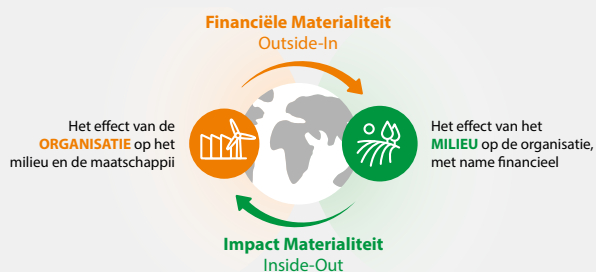 Financiële Materialiteit
Outside-In
Het effect van de
ORGANISATIE op het
milieu en de maatschappii
Het effect van het
MILIEU op de organisatie,
met name financieel
Impact Materialiteit
Inside-Out